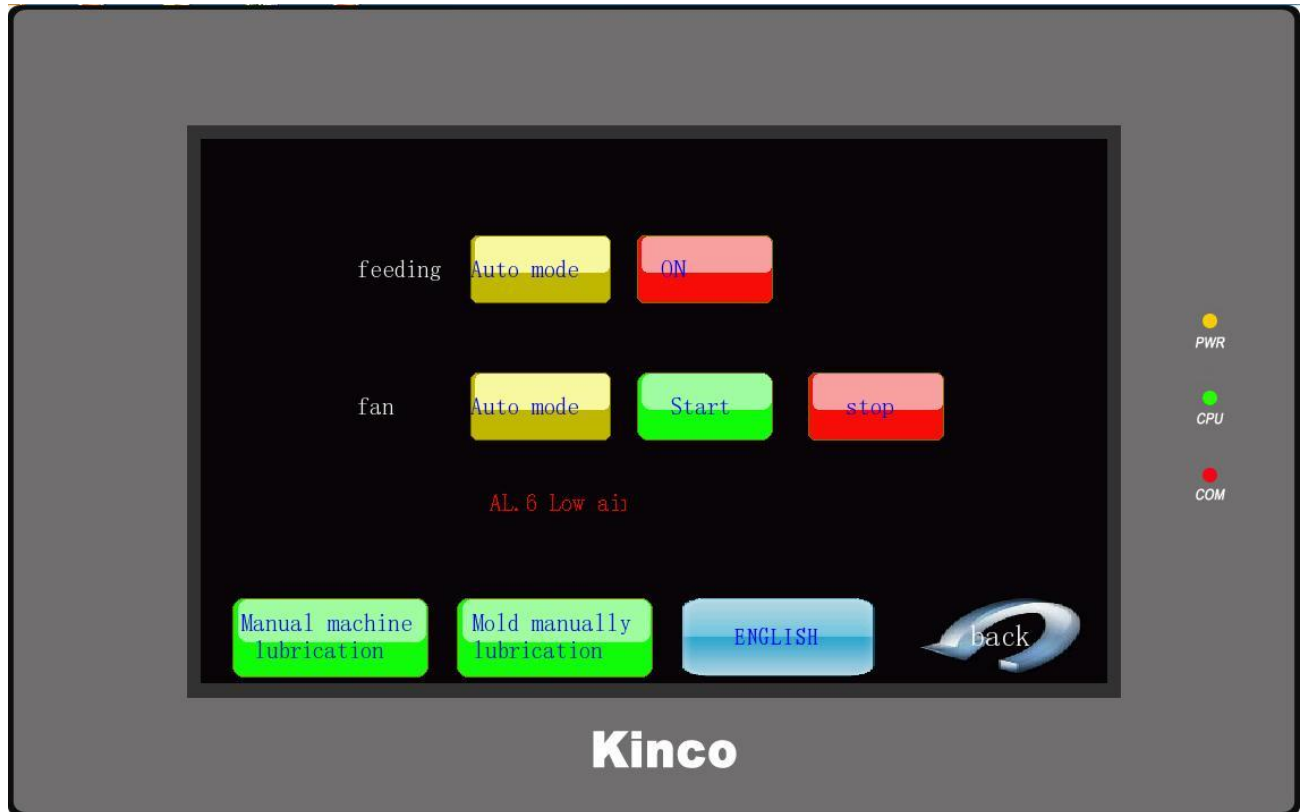 feeding
Auto mode
ON
PWR
fan
Auto mode
Start
stop
CPU
AL.6 Low
COM
Manual machine
lubrication
Mold manually
lubrication
ENGLISH
back
Kinco